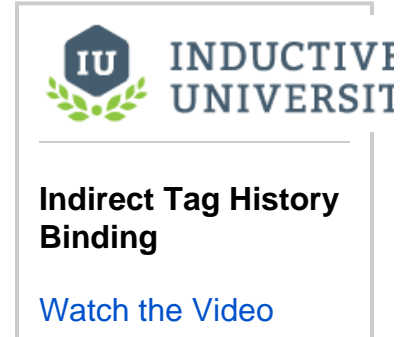 IU
INDUCTIVE
UNIVERSIT
Indirect Tag History
Binding
Watch the Video